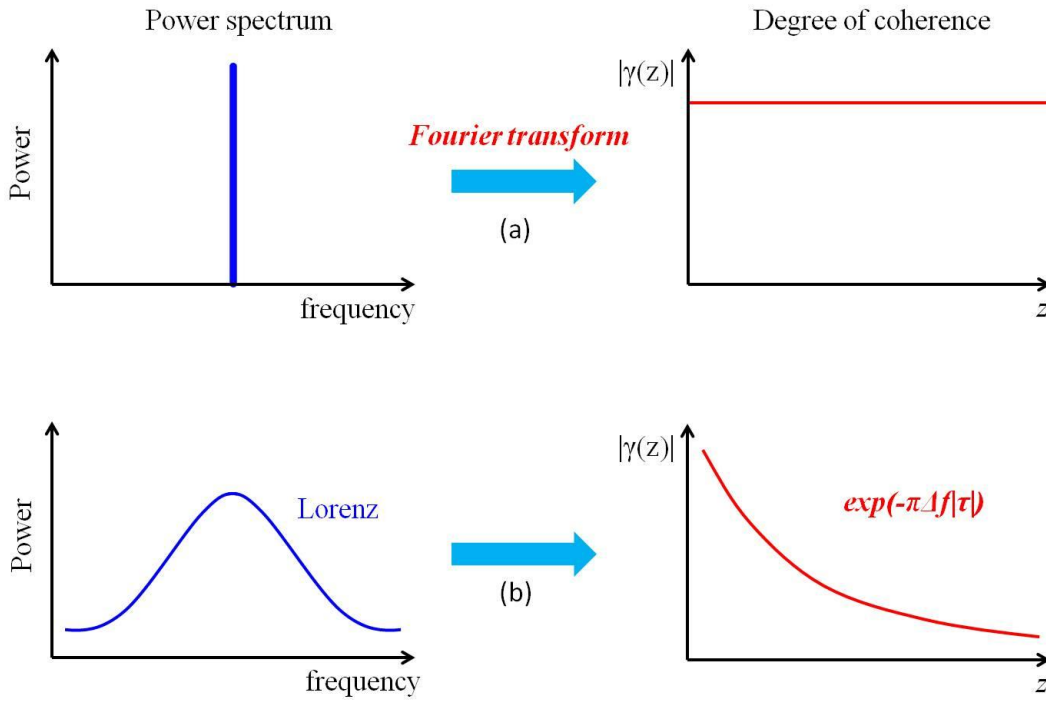 Power spectrum
Degree of coherence
Power
frequency
Fourier transform
(a)
|γ(z)|
z
Power
Lorenz
frequency
(b)
|γ(z)|
exp(-πΔf|τ|)
z